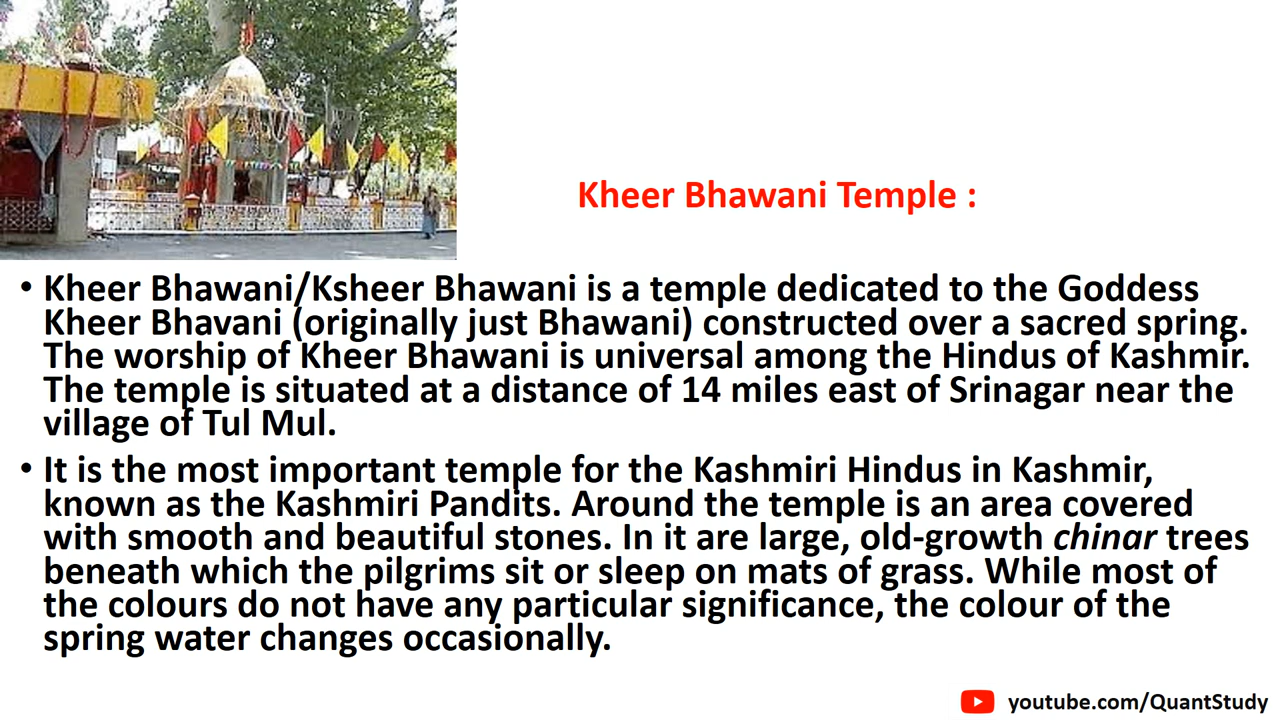 Kheer Bhawani Temple :
• Kheer Bhawani/Ksheer Bhawani is a temple dedicated to the Goddess
Kheer Bhavani (originally just Bhawani) constructed over a sacred spring.
The worship of Kheer Bhawani is universal among the Hindus of Kashmir.
The temple is situated at a distance of 14 miles east of Srinagar near the
village of Tul Mul.
• It is the most important temple for the Kashmiri Hindus in Kashmir,
known as the Kashmiri Pandits. Around the temple is an area covered
with smooth and beautiful stones. In it are large, old-growth chinar trees
beneath which the pilgrims sit or sleep on mats of grass. While most of
the colours do not have any particular significance, the colour of the
spring water changes occasionally.
youtube.com/QuantStudy